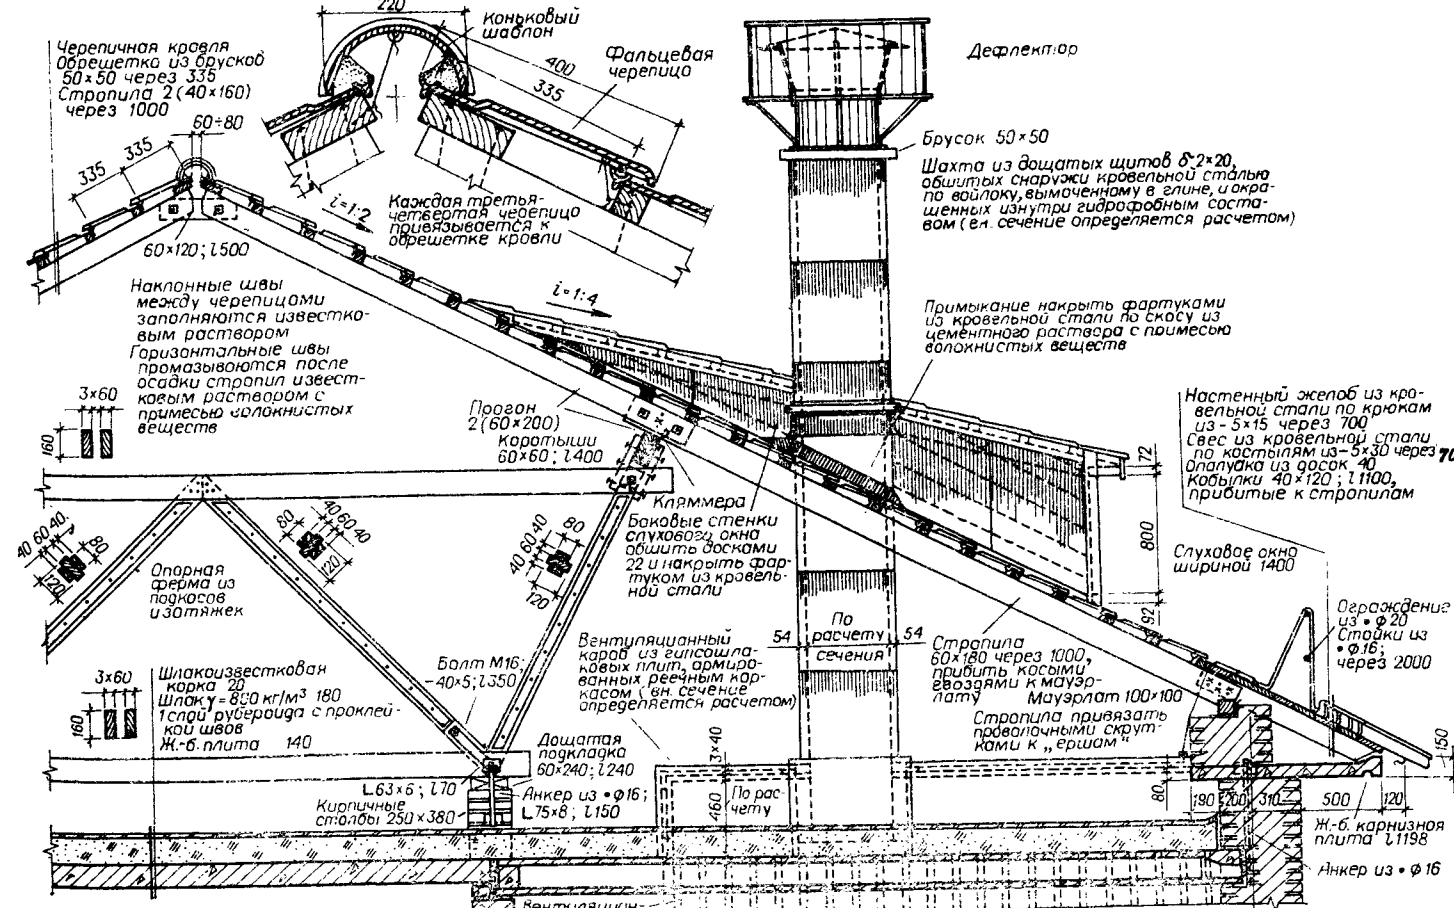 220
Коньковый
шаблон
Фальцевая
черепица
400
335
Дефлектор
Черепичная кровля
Обрешетка из брусков
50×50 через 335
Стропила 2(40×160)
через 1000
60÷80
335
335
i=1:2
Каждая третья-
четвертая черепица
привязывается к
обрешетке кровли
60×120; l500
Брусок 50×50
Шахта из дощатых щитов δ-2×20,
обшитых снаружи кровельной сталью
по войлоку, вымоченному в глине, и окра-
шенных изнутри гидрофобным соста-
вом (вн. сечение определяется расчетом)
Наклонные швы
между черепицами
заполняются известко-
вым раствором
Горизонтальные швы
промазываются после
осадки стропил извест-
ковым раствором с
примесью волокнистых
веществ
i=1:4
Примыкание накрыть фартуками
из кровельной стали по скосу из
цементного раствора с примесью
волокнистых веществ
3×60
160
Прогон
2(60×200)
Коротыши
60×60; l400
Настенный желоб из кро-
вельной стали по крюкам
из -5×15 через 700
Свес из кровельной стали
по костылям из -5×30 через 70
опалубка из досок 40
Кобылки 40×120; l1100,
прибитые к стропилам
72
800
92
Кляммера
Баковые стенки
слухового окна
обшить досками
22 и накрыть фар-
туком из кровель-
ной стали
40 60 40
80
120
40 60 40
80
120
40 60 40
80
120
Опорная
ферма из
подкосов
и затяжек
Слуховое окно
шириной 1400
Ограждение
из • ф20
Стойки из
• ф16;
через 2000
54
По
расчету
сечения
54
Стропила
60×180 через 1000,
прибить косыми
гвоздями к мауэр-
лату
Мауэрлат 100×100
Стропила привязать
проволочными скрут-
ками к „ершам"
Вентиляционный
короб из гипсошла-
ковых плит, армиро-
ванных реечным кар-
касом (вн. сечение
определяется расчетом)
Болт М16;
-40×5; l350
3×60
160
Шлакоизвестковая
корка 20
Шлак γ=800 кг/м³ 180
1 слой рубероида с проклей-
кой швов
Ж.-б. плита 140
Дощатая
подкладка
60×240; l240
L63×6; l70
Кирпичные
столбы 250×380
Анкер из • ф16;
L75×8; l150
3×40
460
По рас-
чету
80
190
200
310
500
120
150
Ж.-б. карнизная
плита l1198
Анкер из • ф16
Вентиляцион-